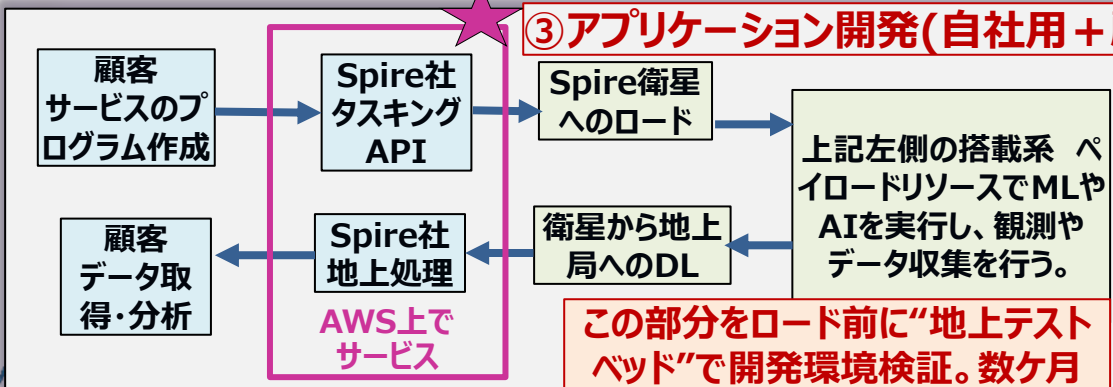 ③アプリケーション開発(自社用+
顧客
サービスのプ
ログラム作成
Spire社
タスキング
API
Spire衛星
へのロード
上記左側の搭載系 ペ
イロードリソースでMLや
AIを実行し、観測や
データ収集を行う。
顧客
データ取
得・分析
Spire社
地上処理
衛星から地上
局へのDL
AWS上で
サービス
この部分をロード前に“地上テスト
ベッド”で開発環境検証。数ケ月